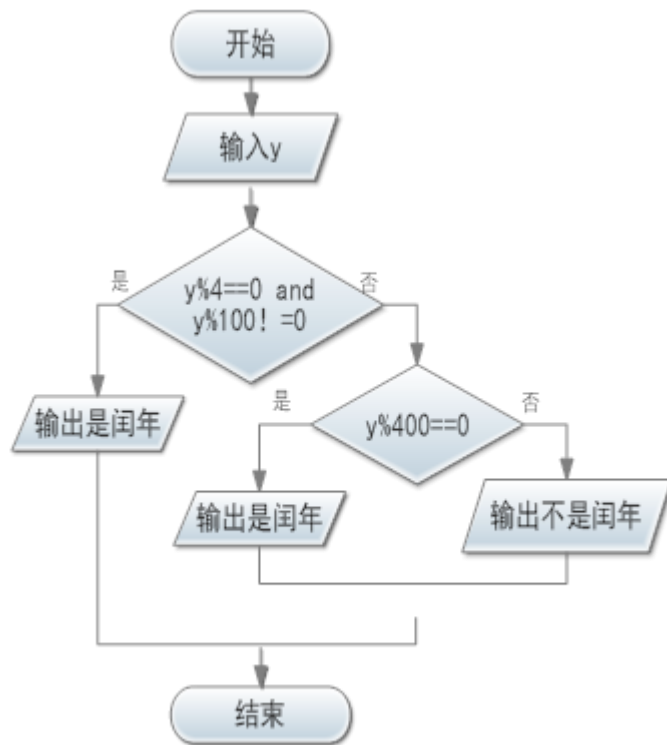 开始
输入y
是
否
y%4==0 and
y%100! =0
是
否
输出是闰年
y%400==0
输出是闰年
输出不是闰年
结束